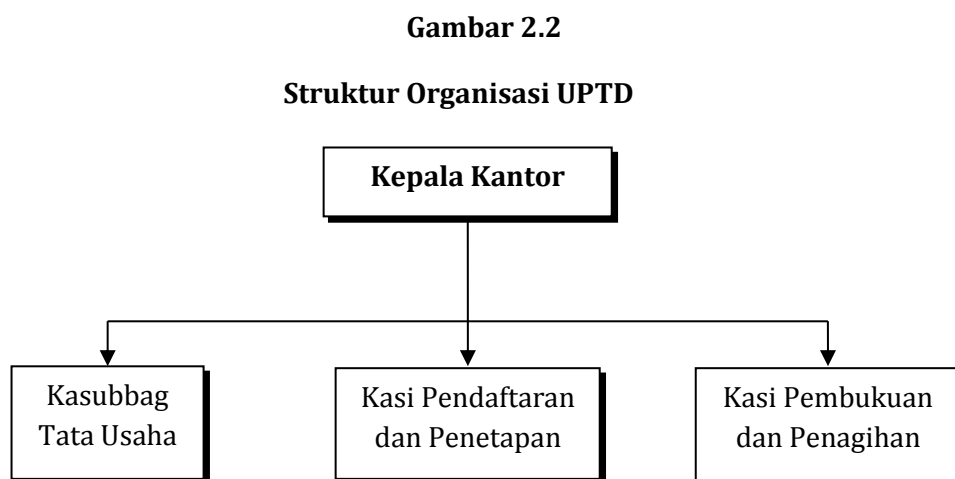 Gambar 2.2
Struktur Organisasi UPTD
Kepala Kantor
Kasubbag
Tata Usaha
Kasi Pendaftaran
dan Penetapan
Kasi Pembukuan
dan Penagihan